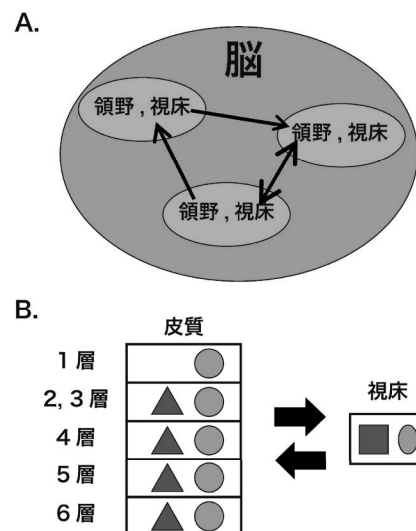 A.
脳
領野 , 視床
領野 , 視床
領野 , 視床
B.
皮質
1 層
2, 3 層
4 層
5 層
6 層
視床